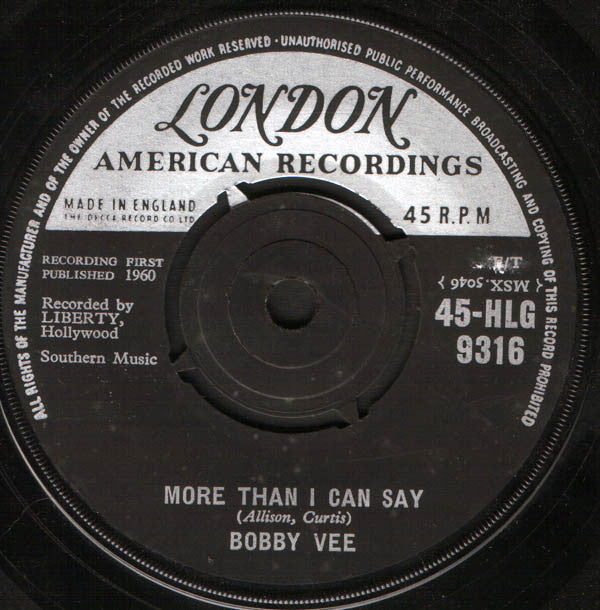 ALL RIGHTS OF THE MANUFACTURER AND OF THE OWNER OF THE RECORDED WORK RESERVED · UNAUTHORISED PUBLIC PERFORMANCE BROADCASTING AND COPYING OF THIS RECORD PROHIBITED
LONDON
AMERICAN RECORDINGS
MADE IN ENGLAND
THE DECCA RECORD CO LTD
45 R.P.M
RECORDING FIRST
PUBLISHED 1960
Recorded by
LIBERTY,
Hollywood
Southern Music
/T
{ MSX. 5046 }
45-HLG
9316
MORE THAN I CAN SAY
(Allison, Curtis)
BOBBY VEE